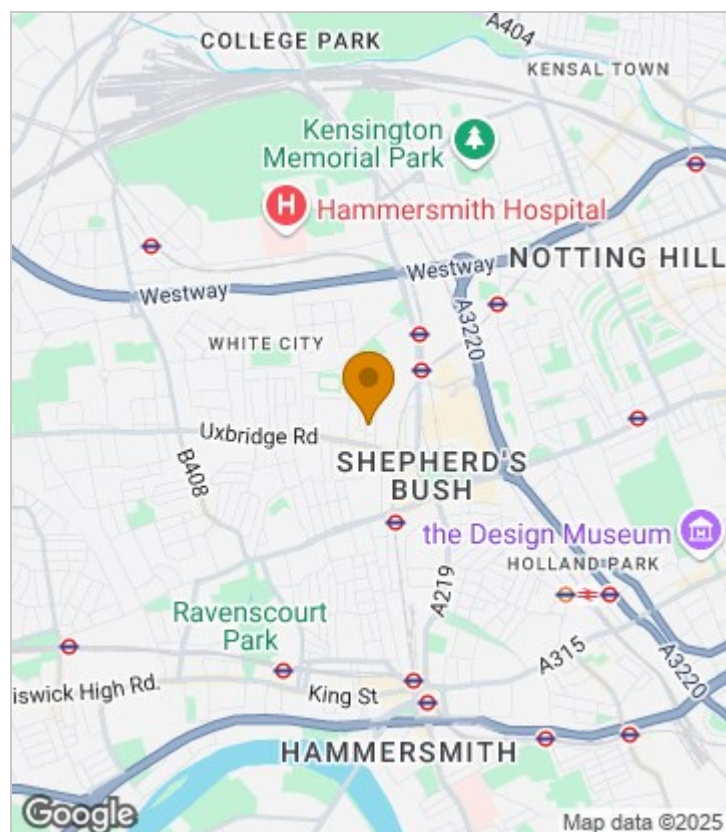 COLLEGE PARK
A404
KENSAL TOWN
Kensington
Memorial Park
H
Hammersmith Hospital
Westway
NOTTING HILL
Westway
A3220
WHITE CITY
Uxbridge Rd
B408
SHEPHERD'S
BUSH
the Design Museum
HOLLAND PARK
A219
Ravenscourt
Park
A315
A3220
iswick High Rd.
King St
HAMMERSMITH
Google
Map data ©2025